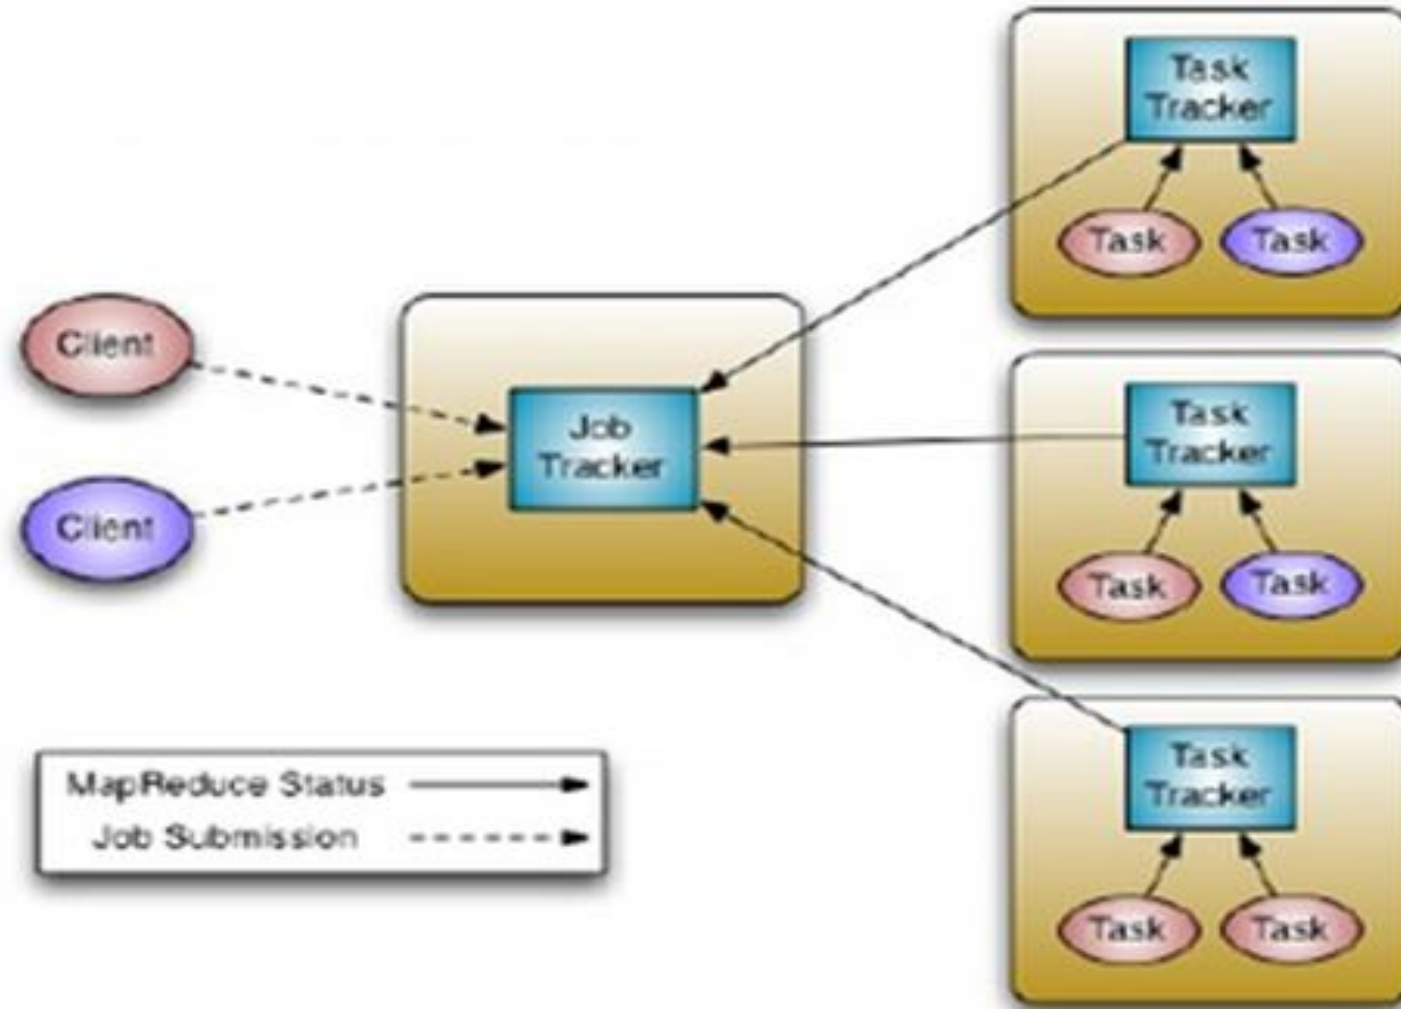 Client
Client
Job
Tracker
Task
Tracker
Task
Task
Task
Tracker
Task
Task
Task
Tracker
Task
Task
MapReduce Status
Job Submission